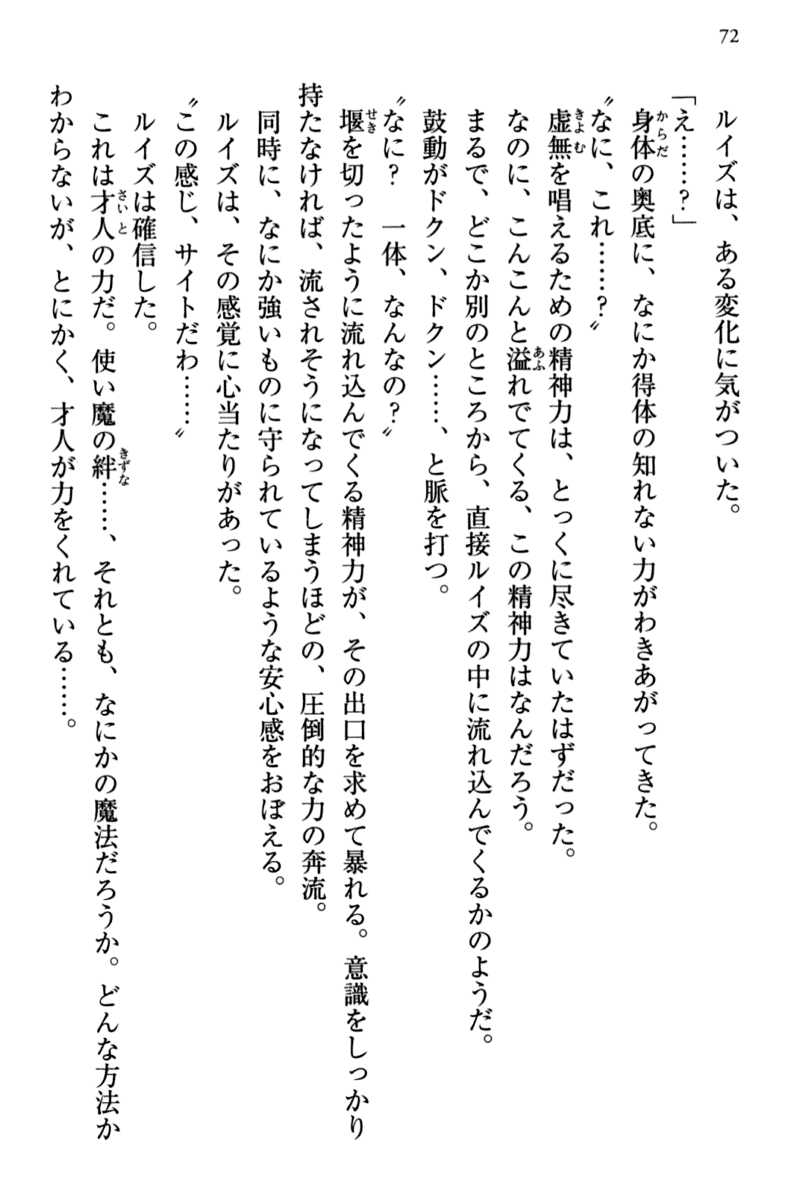 72
ルイズは、ある変化に気がついた。
「え……？」
身体の奥底に、なにか得体の知れない力がわきあがってきた。
〝なに、これ……？〟
虚無を唱えるための精神力は、とっくに尽きていたはずだった。
なのに、こんこんと溢れでてくる、この精神力はなんだろう。
まるで、どこか別のところから、直接ルイズの中に流れ込んでくるかのようだ。
鼓動がドクン、ドクン……、と脈を打つ。
〝なに？　一体、なんなの？〟
堰を切ったように流れ込んでくる精神力が、その出口を求めて暴れる。意識をしっかり
持たなければ、流されそうになってしまうほどの、圧倒的な力の奔流。
同時に、なにか強いものに守られているような安心感をおぼえる。
ルイズは、その感覚に心当たりがあった。
〝この感じ、サイトだわ……〟
ルイズは確信した。
これは才人の力だ。使い魔の絆……、それとも、なにかの魔法だろうか。どんな方法か
わからないが、とにかく、才人が力をくれている……。